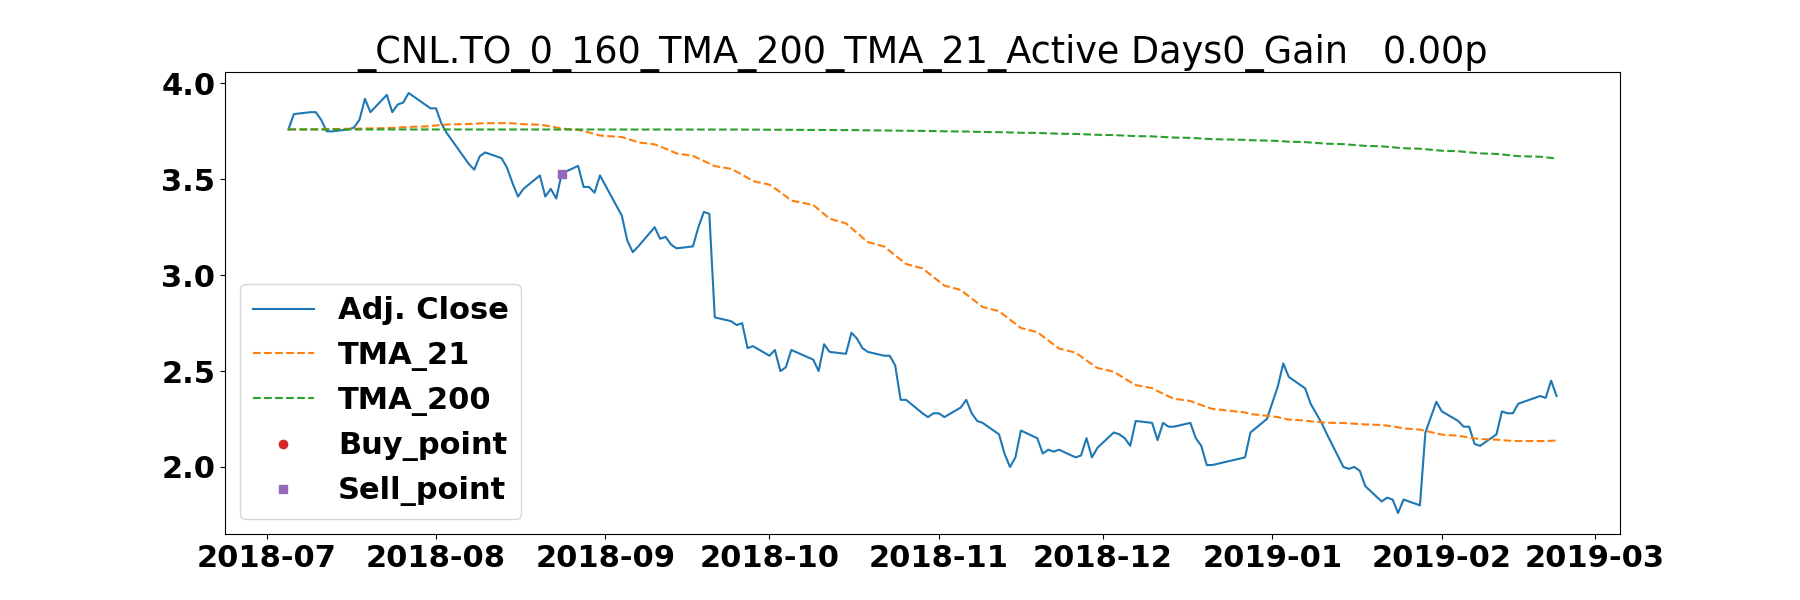 _CNL.TO_0_160_TMA_200_TMA_21_Active Days0_Gain   0.00p
4.0
3.5
3.0
2.5
2.0
Adj. Close
TMA_21
TMA_200
Buy_point
Sell_point
2018-07 2018-08 2018-09 2018-10 2018-11 2018-12 2019-01 2019-02 2019-03